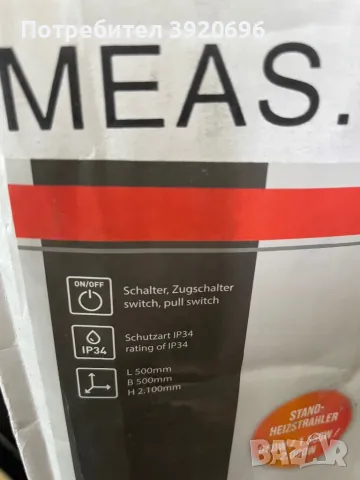 Потребител 3920696
MEAS.
ON/OFF
Schalter, Zugschalter
switch, pull switch
IP34
Schutzart IP34
rating of IP34
L 500mm
B 500mm
H 2.100mm
STAND-
HEIZSTRAHLER
bazar